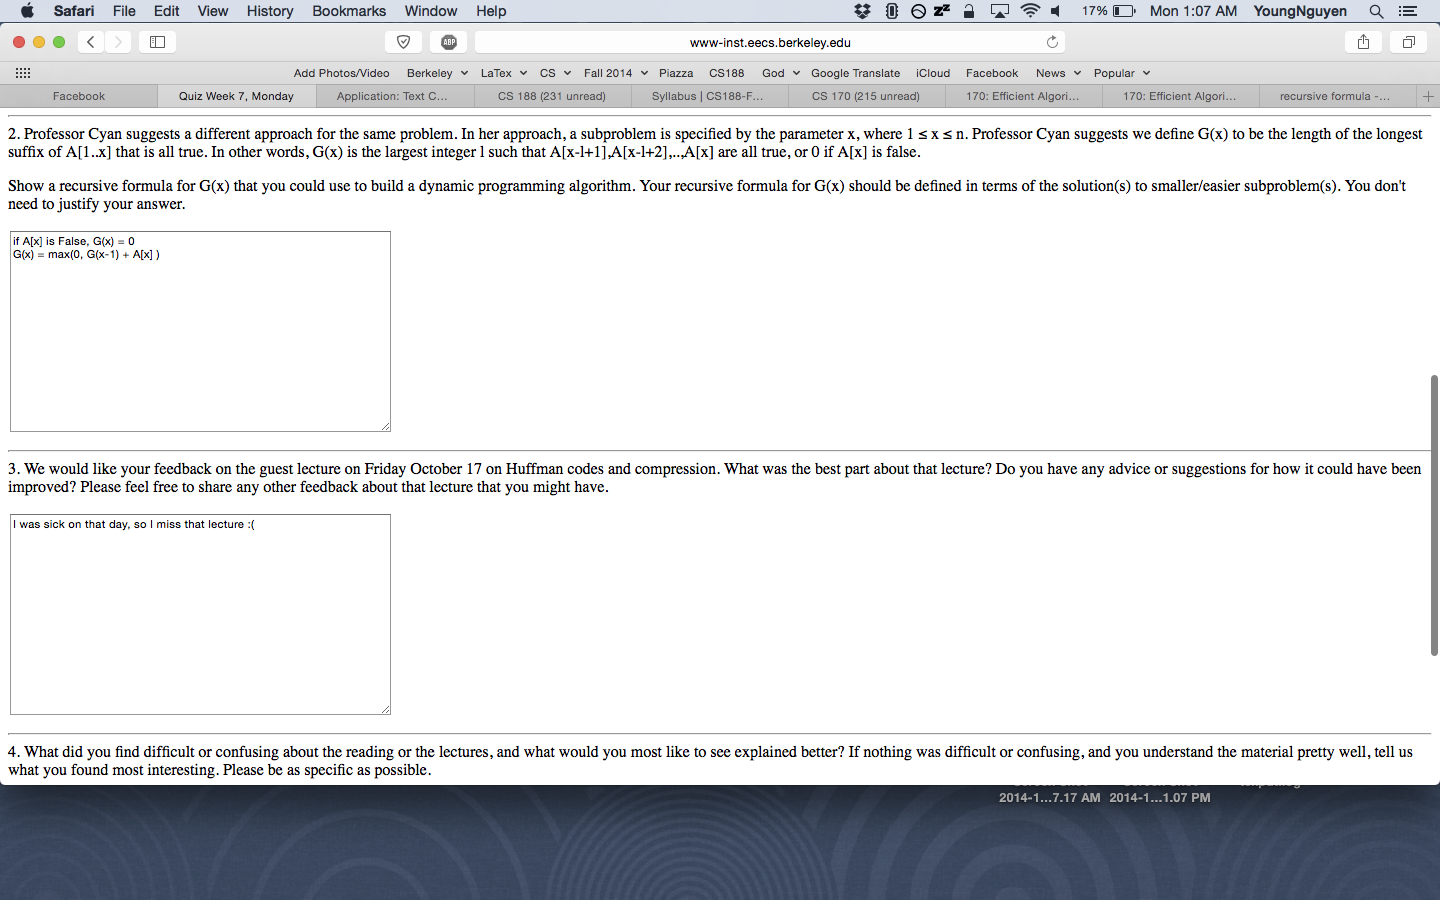 Safari File Edit View History Bookmarks Window Help 17% Mon 1:07 AM YoungNguyen
ABP www-inst.eecs.berkeley.edu
Add Photos/Video Berkeley LaTex CS Fall 2014 Piazza CS188 God Google Translate iCloud Facebook News Popular
Facebook Quiz Week 7, Monday Application: Text C... CS 188 (231 unread) Syllabus | CS188-F... CS 170 (215 unread) 170: Efficient Algori... 170: Efficient Algori... recursive formula -...
2. Professor Cyan suggests a different approach for the same problem. In her approach, a subproblem is specified by the parameter x, where 1 ≤ x ≤ n. Professor Cyan suggests we define G(x) to be the length of the longest
suffix of A[1..x] that is all true. In other words, G(x) is the largest integer l such that A[x-l+1],A[x-l+2],..,A[x] are all true, or 0 if A[x] is false.
Show a recursive formula for G(x) that you could use to build a dynamic programming algorithm. Your recursive formula for G(x) should be defined in terms of the solution(s) to smaller/easier subproblem(s). You don't
need to justify your answer.
if A[x] is False, G(x) = 0
G(x) = max(0, G(x-1) + A[x] )
3. We would like your feedback on the guest lecture on Friday October 17 on Huffman codes and compression. What was the best part about that lecture? Do you have any advice or suggestions for how it could have been
improved? Please feel free to share any other feedback about that lecture that you might have.
I was sick on that day, so I miss that lecture :(
4. What did you find difficult or confusing about the reading or the lectures, and what would you most like to see explained better? If nothing was difficult or confusing, and you understand the material pretty well, tell us
what you found most interesting. Please be as specific as possible.
2014-1...7.17 AM 2014-1...1.07 PM